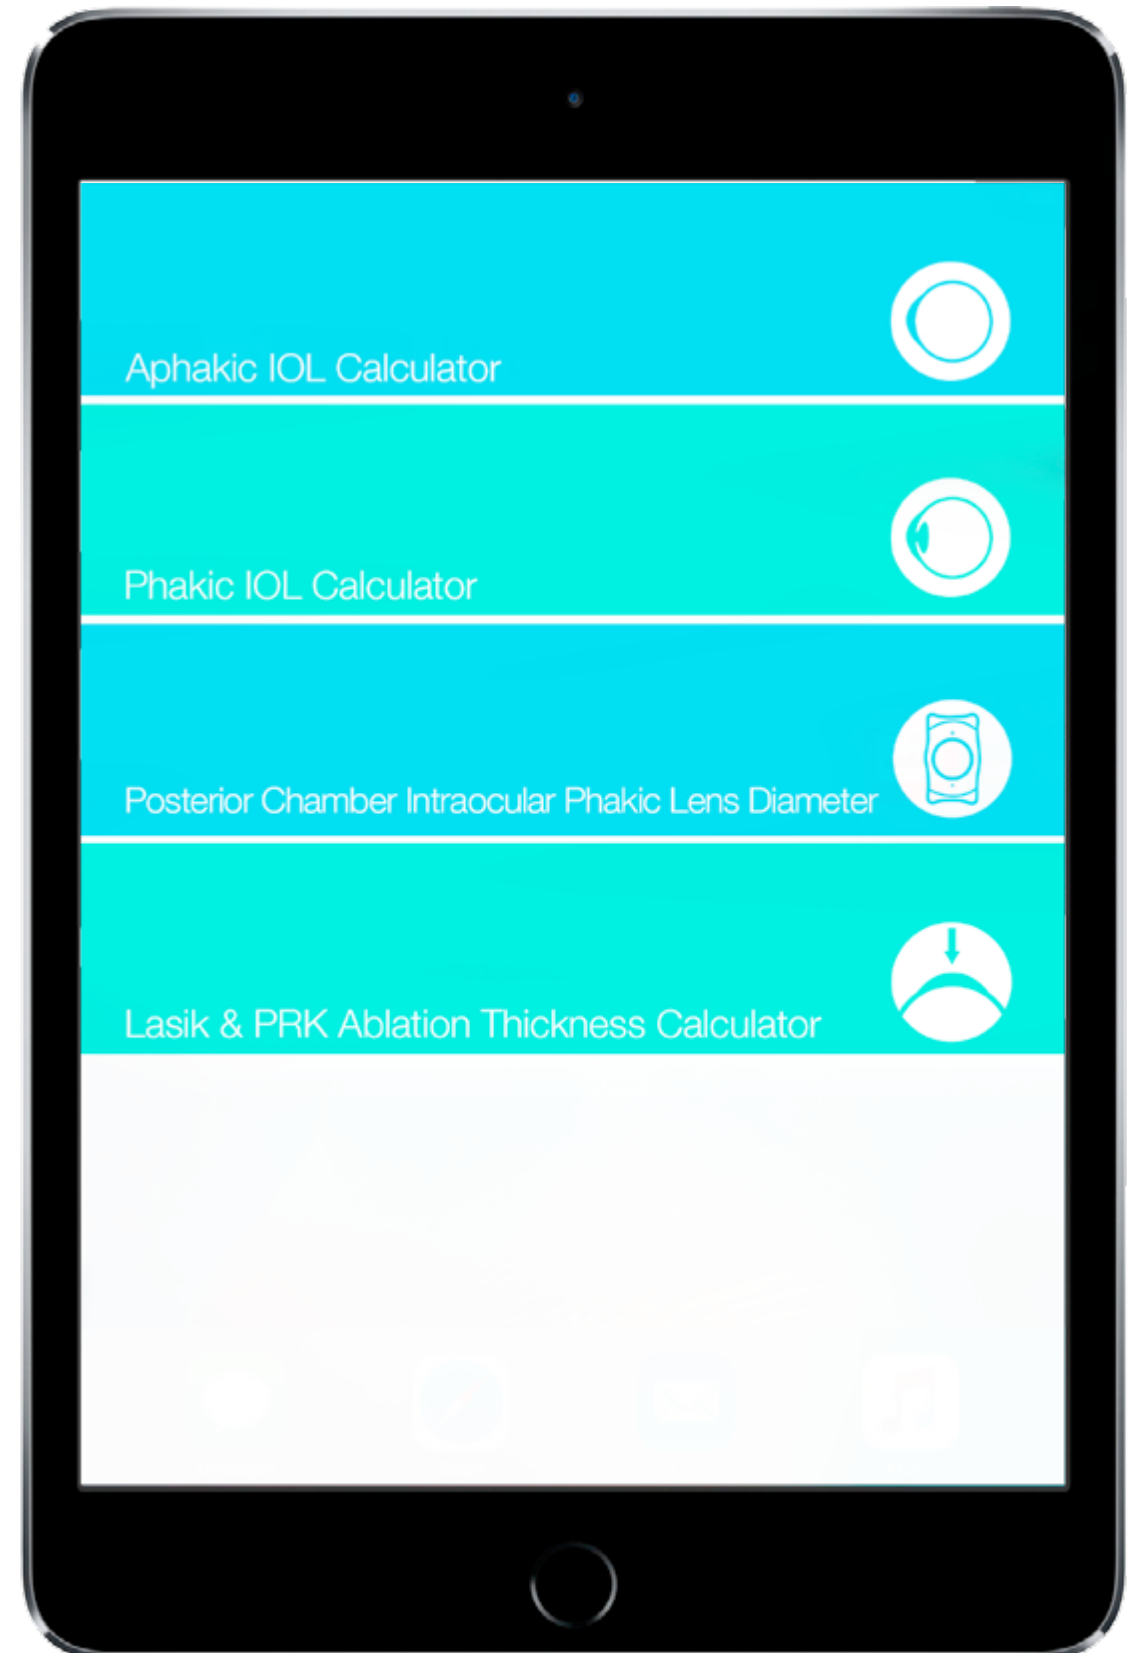 Aphakic IOL Calculator
Phakic IOL Calculator
Posterior Chamber Intraocular Phakic Lens Diameter
Lasik & PRK Ablation Thickness Calculator